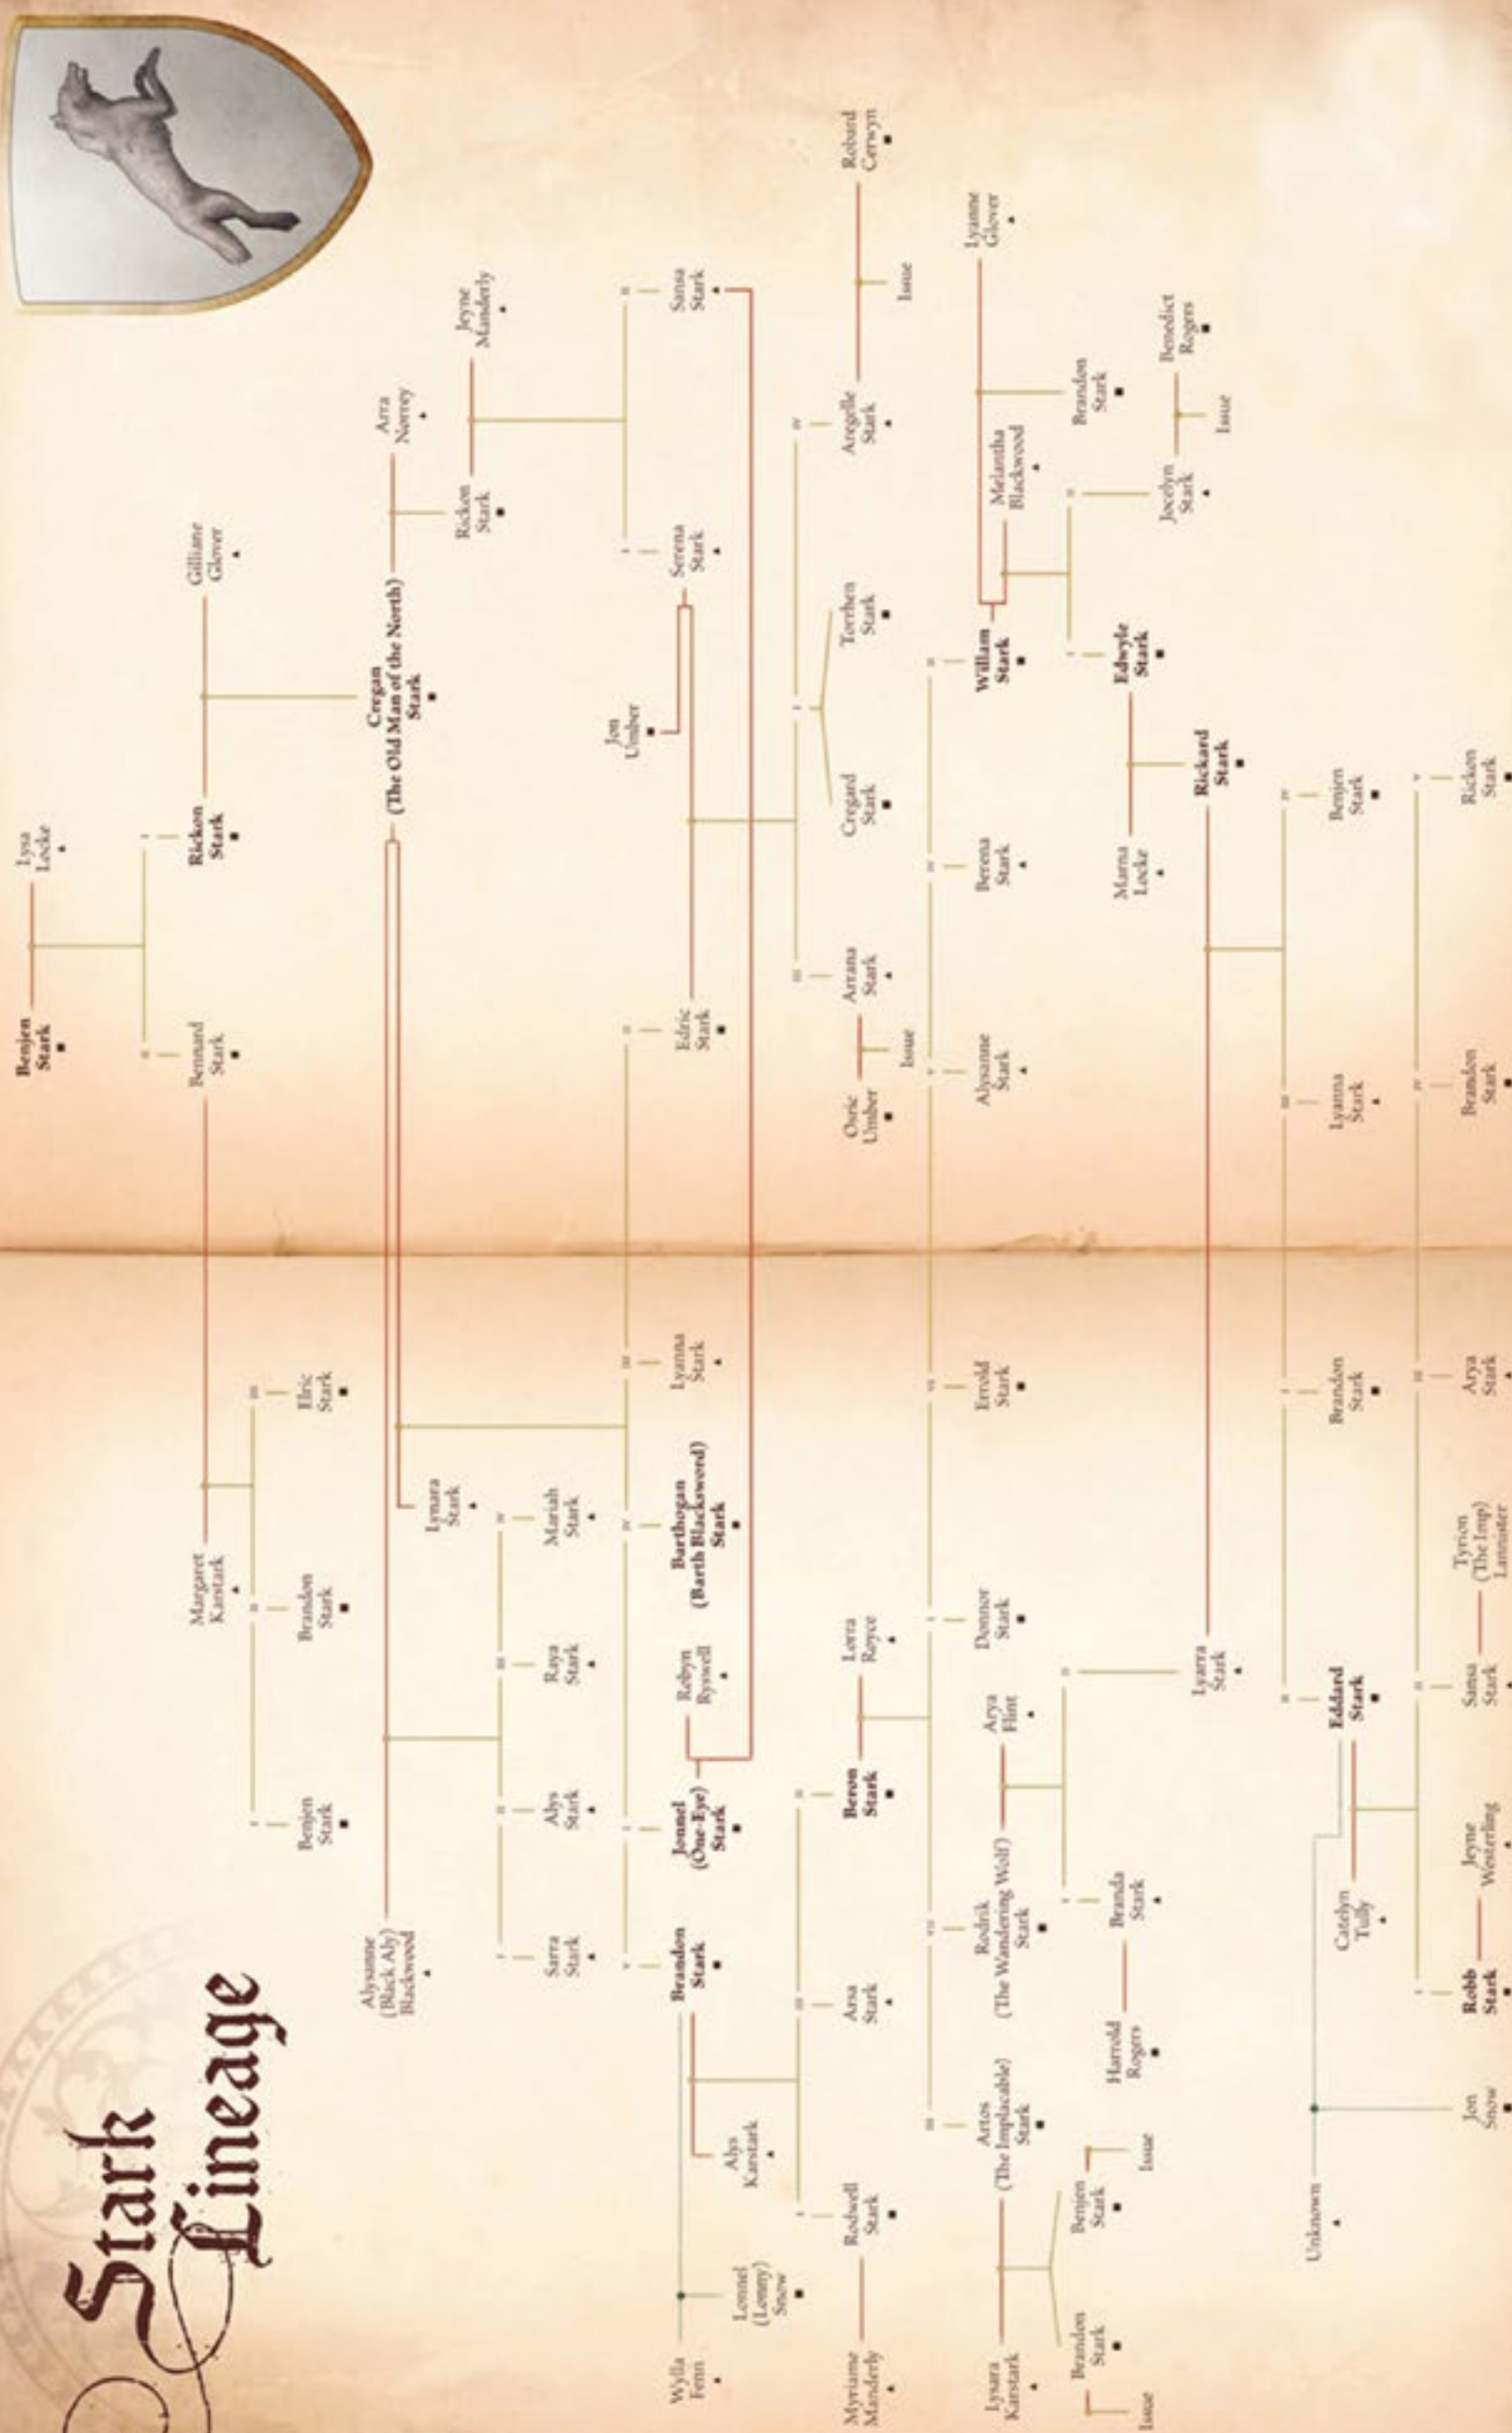 Stark
Lineage
Benjen
Stark
Lysa
Locke
Margaret
Karstark
Bennard
Stark
Rickon
Stark
Gilliane
Glover
Benjen
Stark
Brandon
Stark
Elric
Stark
Alysanne
(Black Aly)
Blackwood
Lynara
Stark
Cregan
(The Old Man of the North)
Stark
Arra
Norrey
Sarra
Stark
Alys
Stark
Raya
Stark
Mariah
Stark
Rickon
Stark
Jeyne
Manderly
Jon
Umber
Wylla
Fenn
Brandon
Stark
Jonnel
(One-Eye)
Stark
Robyn
Ryswell
Barthogan
(Barth Blacksword)
Stark
Lyanna
Stark
Edric
Stark
Serena
Stark
Sansa
Stark
Lonnel
(Lonny)
Snow
Alys
Karstark
Myriame
Manderly
Rodwell
Stark
Arsa
Stark
Beron
Stark
Lorra
Royce
Osric
Umber
Arrana
Stark
Cregard
Stark
Torrhen
Stark
Aregelle
Stark
Robard
Cerwyn
Issue
Issue
Lysara
Karstark
Artos
(The Implacable)
Stark
Rodrik
(The Wandering Wolf)
Stark
Arya
Flint
Donnor
Stark
Errold
Stark
Alysanne
Stark
Berena
Stark
Willam
Stark
Melantha
Blackwood
Lyanne
Glover
Issue
Brandon
Stark
Benjen
Stark
Issue
Harrold
Rogers
Branda
Stark
Marna
Locke
Edwyle
Stark
Jocelyn
Stark
Benedict
Rogers
Brandon
Stark
Issue
Lyarra
Stark
Rickard
Stark
Unknown
Catelyn
Tully
Eddard
Stark
Brandon
Stark
Lyanna
Stark
Benjen
Stark
Jon
Snow
Robb
Stark
Jeyne
Westerling
Sansa
Stark
Tyrion
(The Imp)
Lannister
Arya
Stark
Brandon
Stark
Rickon
Stark